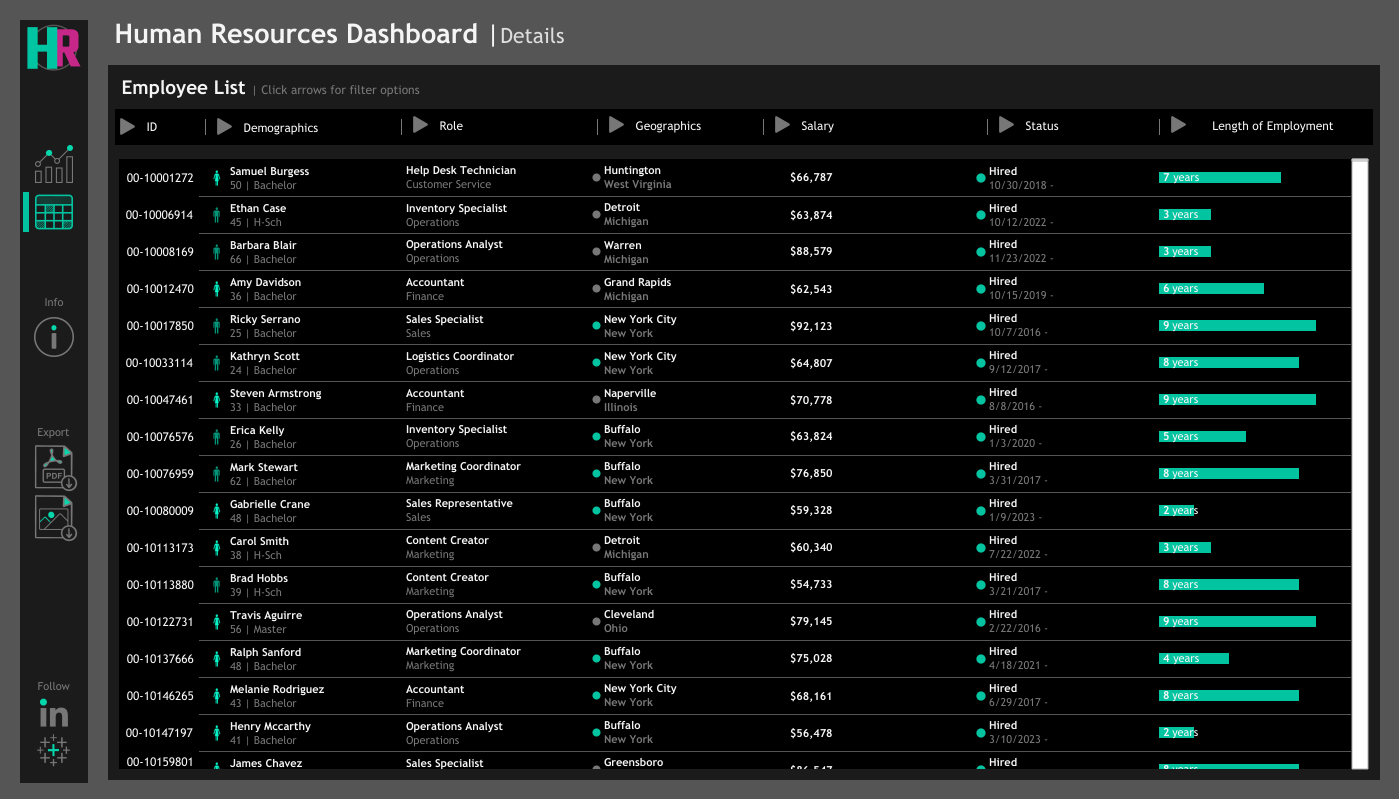 HR
Human Resources Dashboard | Details
Employee List | Click arrows for filter options
ID | Demographics | Role | Geographics | Salary | Status | Length of Employment
00-10001272 Samuel Burgess Help Desk Technician Huntington $66,787 Hired 7 years
50 | Bachelor Customer Service West Virginia 10/30/2018 -
00-10006914 Ethan Case Inventory Specialist Detroit $63,874 Hired 3 years
45 | H-Sch Operations Michigan 10/12/2022 -
00-10008169 Barbara Blair Operations Analyst Warren $88,579 Hired 3 years
66 | Bachelor Operations Michigan 11/23/2022 -
00-10012470 Amy Davidson Accountant Grand Rapids $62,543 Hired 6 years
36 | Bachelor Finance Michigan 10/15/2019 -
Info
00-10017850 Ricky Serrano Sales Specialist New York City $92,123 Hired 9 years
25 | Bachelor Sales New York 10/7/2016 -
00-10033114 Kathryn Scott Logistics Coordinator New York City $64,807 Hired 8 years
24 | Bachelor Operations New York 9/12/2017 -
00-10047461 Steven Armstrong Accountant Naperville $70,778 Hired 9 years
33 | Bachelor Finance Illinois 8/8/2016 -
Export
00-10076576 Erica Kelly Inventory Specialist Buffalo $63,824 Hired 5 years
26 | Bachelor Operations New York 1/3/2020 -
PDF
00-10076959 Mark Stewart Marketing Coordinator Buffalo $76,850 Hired 8 years
62 | Bachelor Marketing New York 3/31/2017 -
00-10080009 Gabrielle Crane Sales Representative Buffalo $59,328 Hired 2 years
48 | Bachelor Sales New York 1/9/2023 -
00-10113173 Carol Smith Content Creator Detroit $60,340 Hired 3 years
38 | H-Sch Marketing Michigan 7/22/2022 -
00-10113880 Brad Hobbs Content Creator Buffalo $54,733 Hired 8 years
39 | H-Sch Marketing New York 3/21/2017 -
00-10122731 Travis Aguirre Operations Analyst Cleveland $79,145 Hired 9 years
56 | Master Operations Ohio 2/22/2016 -
00-10137666 Ralph Sanford Marketing Coordinator Buffalo $75,028 Hired 4 years
48 | Bachelor Marketing New York 4/18/2021 -
Follow
00-10146265 Melanie Rodriguez Accountant New York City $68,161 Hired 8 years
43 | Bachelor Finance New York 6/29/2017 -
in
00-10147197 Henry Mccarthy Operations Analyst Buffalo $56,478 Hired 2 years
41 | Bachelor Operations New York 3/10/2023 -
00-10159801 James Chavez Sales Specialist Greensboro Hired